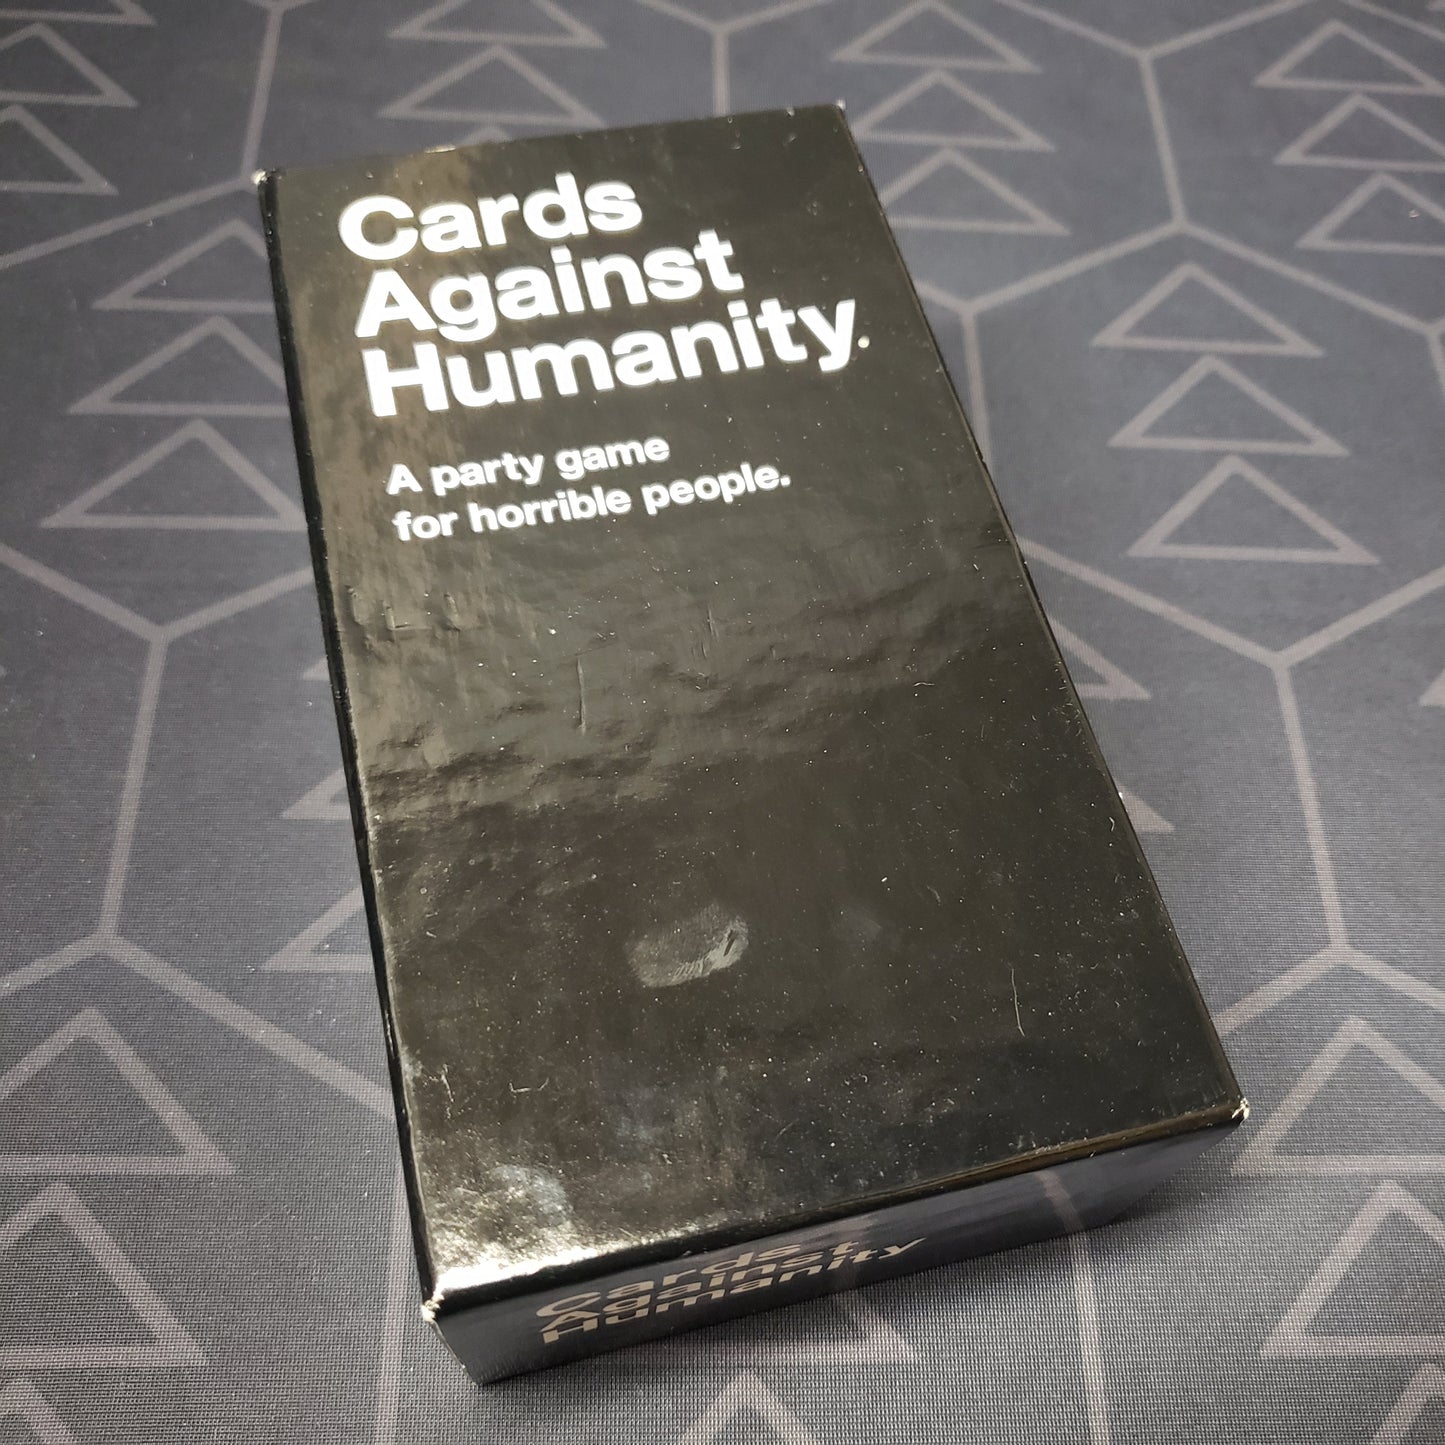 Cards
Against
Humanity.
A party game
for horrible people.
Cards
Against
Humanity